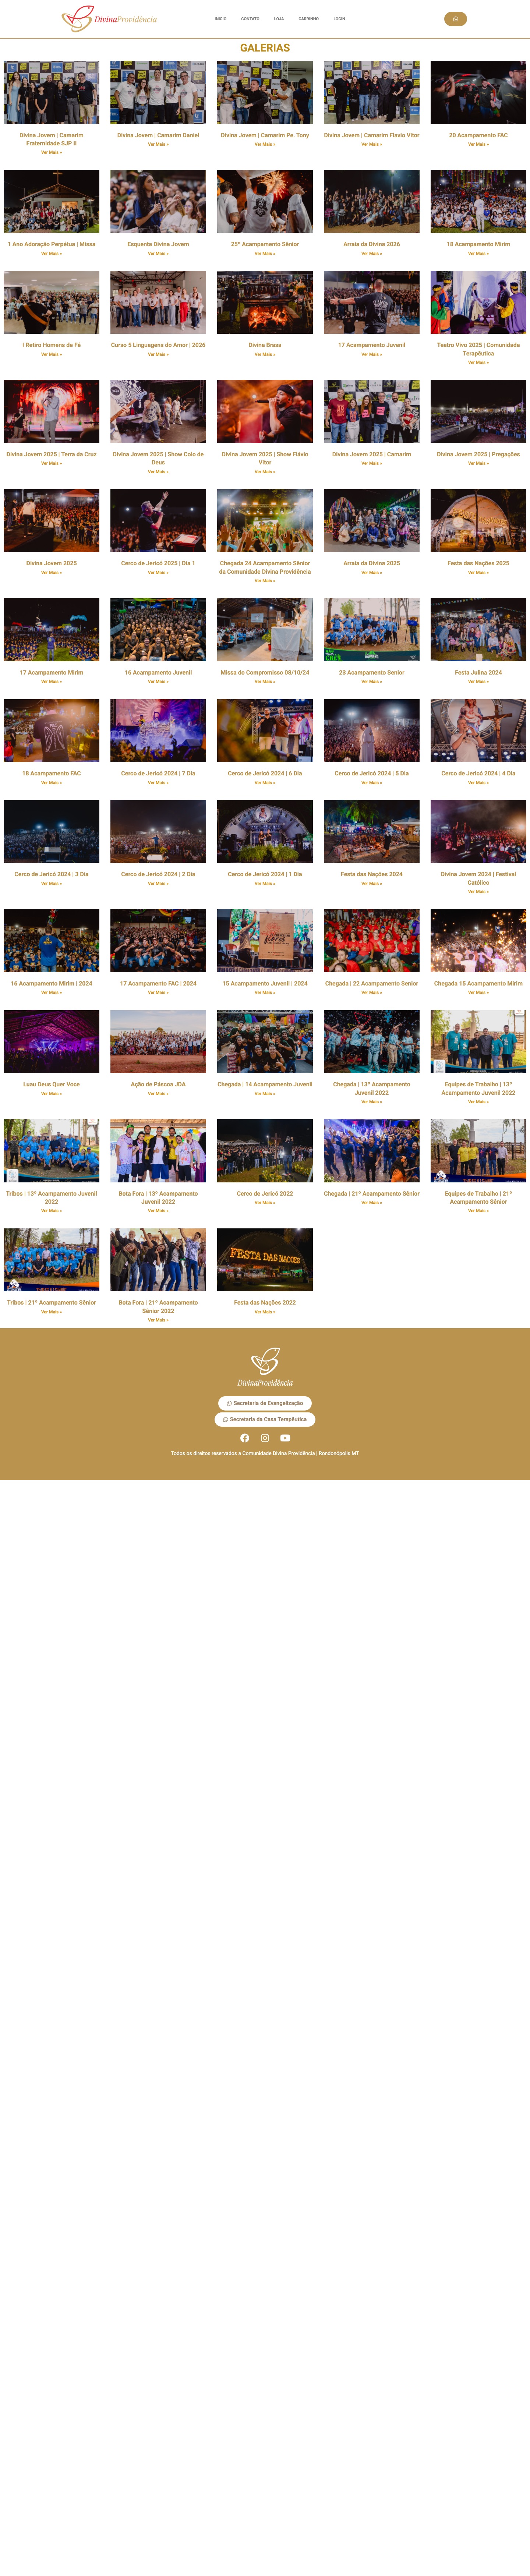 DivinaProvidência
INICIO
CONTATO
LOJA
CARRINHO
LOGIN
GALERIAS
Divina Jovem | Camarim
Fraternidade SJP II
Ver Mais »
Divina Jovem | Camarim Daniel
Ver Mais »
Divina Jovem | Camarim Pe. Tony
Ver Mais »
Divina Jovem | Camarim Flavio Vitor
Ver Mais »
20 Acampamento FAC
Ver Mais »
1 Ano Adoração Perpétua | Missa
Ver Mais »
Esquenta Divina Jovem
Ver Mais »
25º Acampamento Sênior
Ver Mais »
Arraia da Divina 2026
Ver Mais »
18 Acampamento Mirim
Ver Mais »
I Retiro Homens de Fé
Ver Mais »
Curso 5 Linguagens do Amor | 2026
Ver Mais »
Divina Brasa
Ver Mais »
17 Acampamento Juvenil
Ver Mais »
Teatro Vivo 2025 | Comunidade
Terapêutica
Ver Mais »
Divina Jovem 2025 | Terra da Cruz
Ver Mais »
Divina Jovem 2025 | Show Colo de
Deus
Ver Mais »
Divina Jovem 2025 | Show Flávio
Vitor
Ver Mais »
Divina Jovem 2025 | Camarim
Ver Mais »
Divina Jovem 2025 | Pregações
Ver Mais »
Divina Jovem 2025
Ver Mais »
Cerco de Jericó 2025 | Dia 1
Ver Mais »
Chegada 24 Acampamento Sênior
da Comunidade Divina Providência
Ver Mais »
Arraia da Divina 2025
Ver Mais »
Festa das Nações 2025
Ver Mais »
17 Acampamento Mirim
Ver Mais »
16 Acampamento Juvenil
Ver Mais »
Missa do Compromisso 08/10/24
Ver Mais »
23 Acampamento Senior
Ver Mais »
Festa Julina 2024
Ver Mais »
18 Acampamento FAC
Ver Mais »
Cerco de Jericó 2024 | 7 Dia
Ver Mais »
Cerco de Jericó 2024 | 6 Dia
Ver Mais »
Cerco de Jericó 2024 | 5 Dia
Ver Mais »
Cerco de Jericó 2024 | 4 Dia
Ver Mais »
Cerco de Jericó 2024 | 3 Dia
Ver Mais »
Cerco de Jericó 2024 | 2 Dia
Ver Mais »
Cerco de Jericó 2024 | 1 Dia
Ver Mais »
Festa das Nações 2024
Ver Mais »
Divina Jovem 2024 | Festival
Católico
Ver Mais »
16 Acampamento Mirim | 2024
Ver Mais »
17 Acampamento FAC | 2024
Ver Mais »
15 Acampamento Juvenil | 2024
Ver Mais »
Chegada | 22 Acampamento Senior
Ver Mais »
Chegada 15 Acampamento Mirim
Ver Mais »
Luau Deus Quer Voce
Ver Mais »
Ação de Páscoa JDA
Ver Mais »
Chegada | 14 Acampamento Juvenil
Ver Mais »
Chegada | 13º Acampamento
Juvenil 2022
Ver Mais »
Equipes de Trabalho | 13º
Acampamento Juvenil 2022
Ver Mais »
Tribos | 13º Acampamento Juvenil
2022
Ver Mais »
Bota Fora | 13º Acampamento
Juvenil 2022
Ver Mais »
Cerco de Jericó 2022
Ver Mais »
Chegada | 21º Acampamento Sênior
Ver Mais »
Equipes de Trabalho | 21º
Acampamento Sênior
Ver Mais »
FESTA DAS NAÇÕES
Tribos | 21º Acampamento Sênior
Ver Mais »
Bota Fora | 21º Acampamento
Sênior 2022
Ver Mais »
Festa das Nações 2022
Ver Mais »
DivinaProvidência
Secretaria de Evangelização
Secretaria da Casa Terapêutica
Todos os direitos reservados a Comunidade Divina Providência | Rondonópolis MT